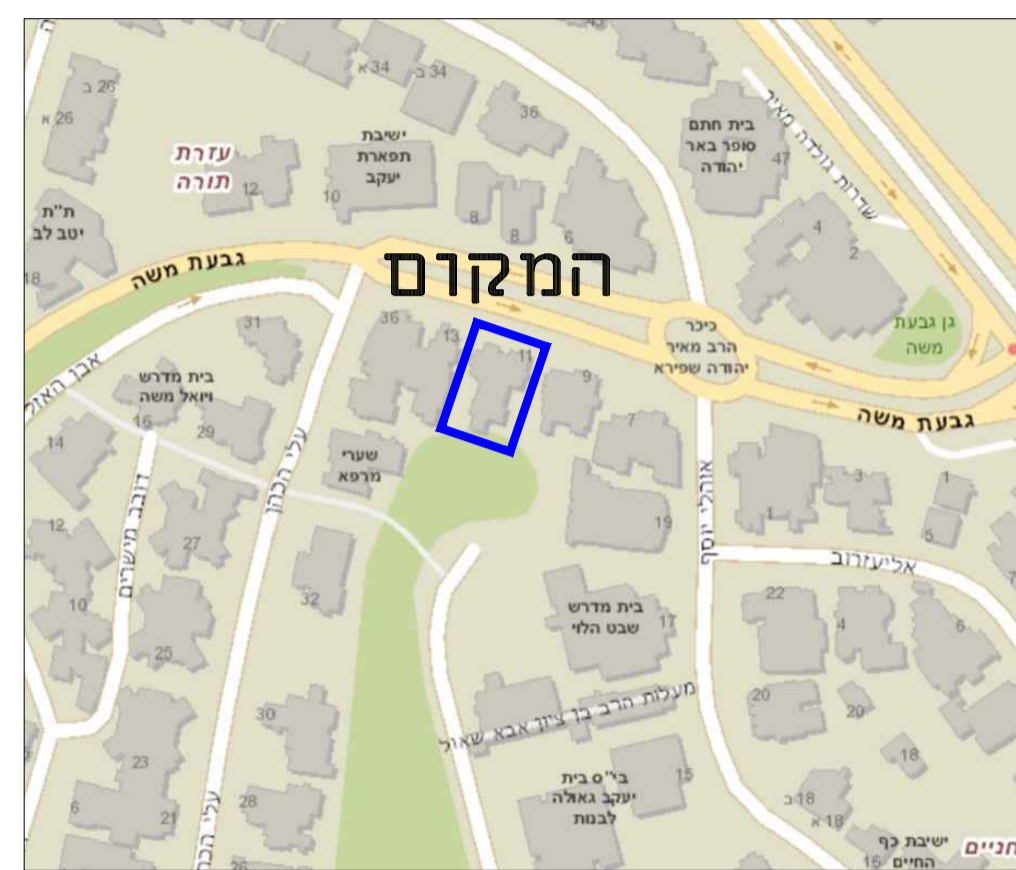 26 ב
26 א
34 א
34 ב
36
ישיבת
תפארת
יעקב
10
עזרת
תורה
12
ת"ת
יטב לב
18
8
8
6
בית חתם
סופר באר
יהודה
47
שדרות גולדה מאיר
4
2
גן גבעת
משה
גבעת משה
המקום
כיכר
הרב מאיר
יהודה שפירא
גבעת משה
31
36
13
11
9
7
בית מדרש
ויואל משה
16
29
14
אבן האזל
עלי הכהן
שערי
מרפא
19
אוהלי יוסף
1
3
1
5
אליעזרוב
12
דובב מישרים
27
32
10
25
בית מדרש
שבט הלוי
17
22
4
6
מעלות הרב בן ציון אבא שאול
20
20
30
23
21
6
28
עלי הכה
בי"ס בית
יעקב גאולה
לבנות
15
18
18 ב
18 א
ישיבת כף
החיים
16
חניים